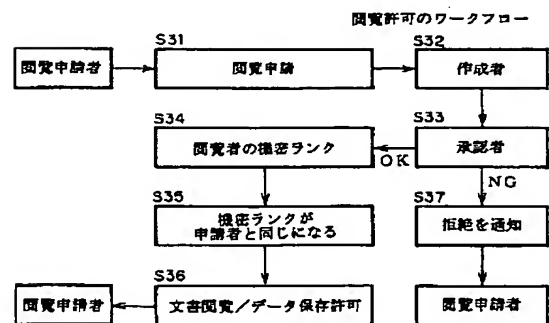 閲覧許可のワークフロー
S31
S32
閲覧申請者
閲覧申請
作成者
S34
S33
閲覧者の機密ランク
OK
承認者
NG
S35
S37
機密ランクが
申請者と同じになる
拒絶を通知
S36
閲覧申請者
文書閲覧/データ保存許可
閲覧申請者